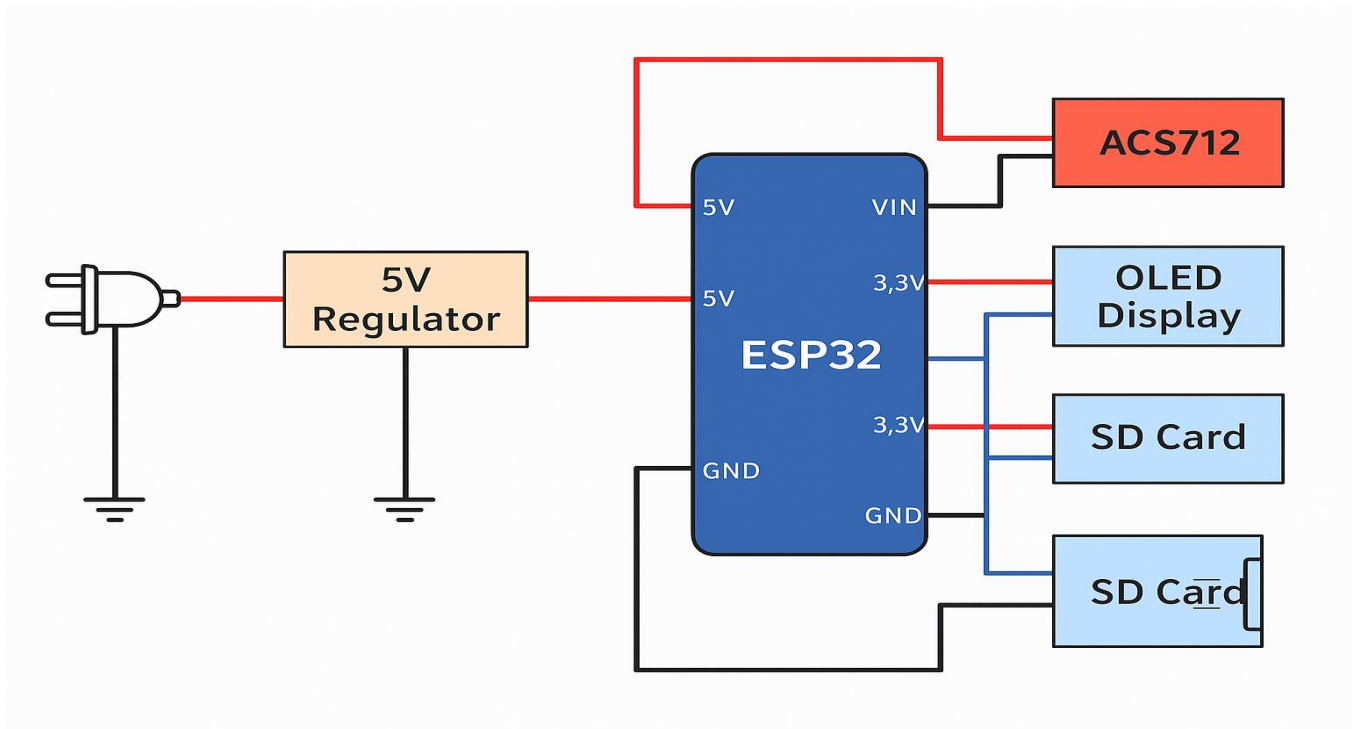 ACS712
5V
VIN
5V
Regulator
5V
3,3V
OLED
Display
ESP32
3,3V
SD Card
GND
GND
SD Card